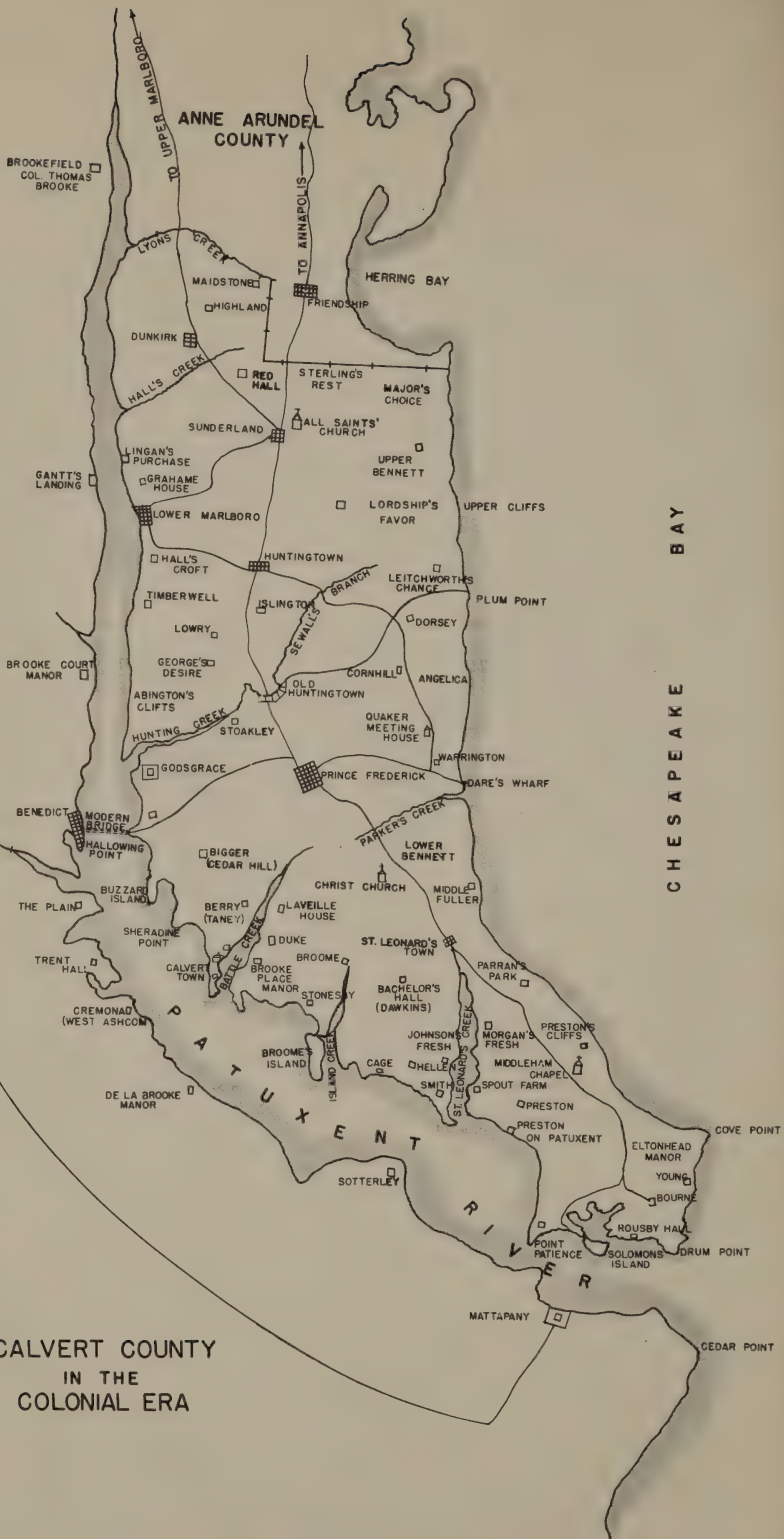 TO UPPER MARLBORO
ANNE ARUNDEL
COUNTY
TO ANNAPOLIS
BROOKEFIELD
COL. THOMAS
BROOKE
LYONS CREEK
MAIDSTONE
HERRING BAY
HIGHLAND
FRIENDSHIP
DUNKIRK
HALL'S CREEK
RED
HALL
STERLING'S
REST
MAJOR'S
CHOICE
SUNDERLAND
ALL SAINTS'
CHURCH
LINGAN'S
PURCHASE
UPPER
BENNETT
GANTT'S
LANDING
GRAHAME
HOUSE
LORDSHIP'S
FAVOR
UPPER CLIFFS
LOWER MARLBORO
HUNTINGTOWN
HALL'S
CROFT
LEITCHWORTH'S
CHANCE
TIMBERWELL
ISLINGTON
SEWALL'S BRANCH
PLUM POINT
LOWRY
DORSEY
BROOKE COURT
MANOR
GEORGE'S
DESIRE
CORNHILL
ANGELICA
ABINGTON'S
CLIFTS
OLD
HUNTINGTOWN
HUNTING CREEK
STOAKLEY
QUAKER
MEETING
HOUSE
WARRINGTON
GODSGRACE
PRINCE FREDERICK
DARE'S WHARF
BENEDICT
MODERN
BRIDGE
HALLOWING
POINT
PARKER'S CREEK
LOWER
BENNETT
BIGGER
(CEDAR HILL)
CHRIST CHURCH
MIDDLE
FULLER
BUZZARD
ISLAND
THE PLAIN
BERRY
(TANEY)
LAVEILLE
HOUSE
SHERADINE
POINT
DUKE
ST. LEONARD'S
TOWN
TRENT
HALL
CALVERT
TOWN
BATTLE CREEK
BROOKE
PLACE
MANOR
BROOME
PARRAN'S
PARK
BACHELOR'S
HALL
(DAWKINS)
STONESBY
CREMONAD
(WEST ASHCOM)
JOHNSON'S
FRESH
MORGAN'S
FRESH
PRESTON'S
CLIFFS
BROOME'S
ISLAND
ISLAND CREEK
CAGE
HELLEN
ST. LEONARD'S CREEK
MIDDLEHAM
CHAPEL
SMITH
SPOUT FARM
DE LA BROOKE
MANOR
PRESTON
PRESTON
ON PATUXENT
COVE POINT
ELTONHEAD
MANOR
SOTTERLEY
YOUNG
BOURNE
ROUSBY HALL
POINT
PATIENCE
SOLOMONS
ISLAND
DRUM POINT
PATUXENT RIVER
MATTAPANY
CEDAR POINT
CHESAPEAKE BAY
CALVERT COUNTY
IN THE
COLONIAL ERA